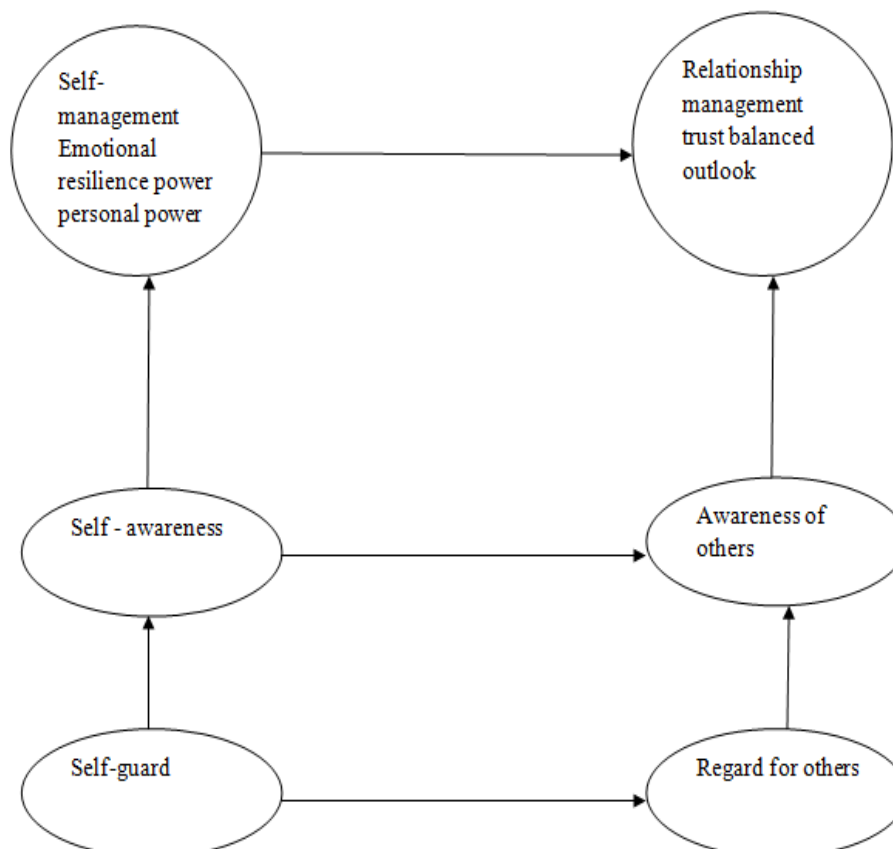 Self-
management
Emotional
resilience power
personal power
Relationship
management
trust balanced
outlook
Self - awareness
Awareness of
others
Self-guard
Regard for others